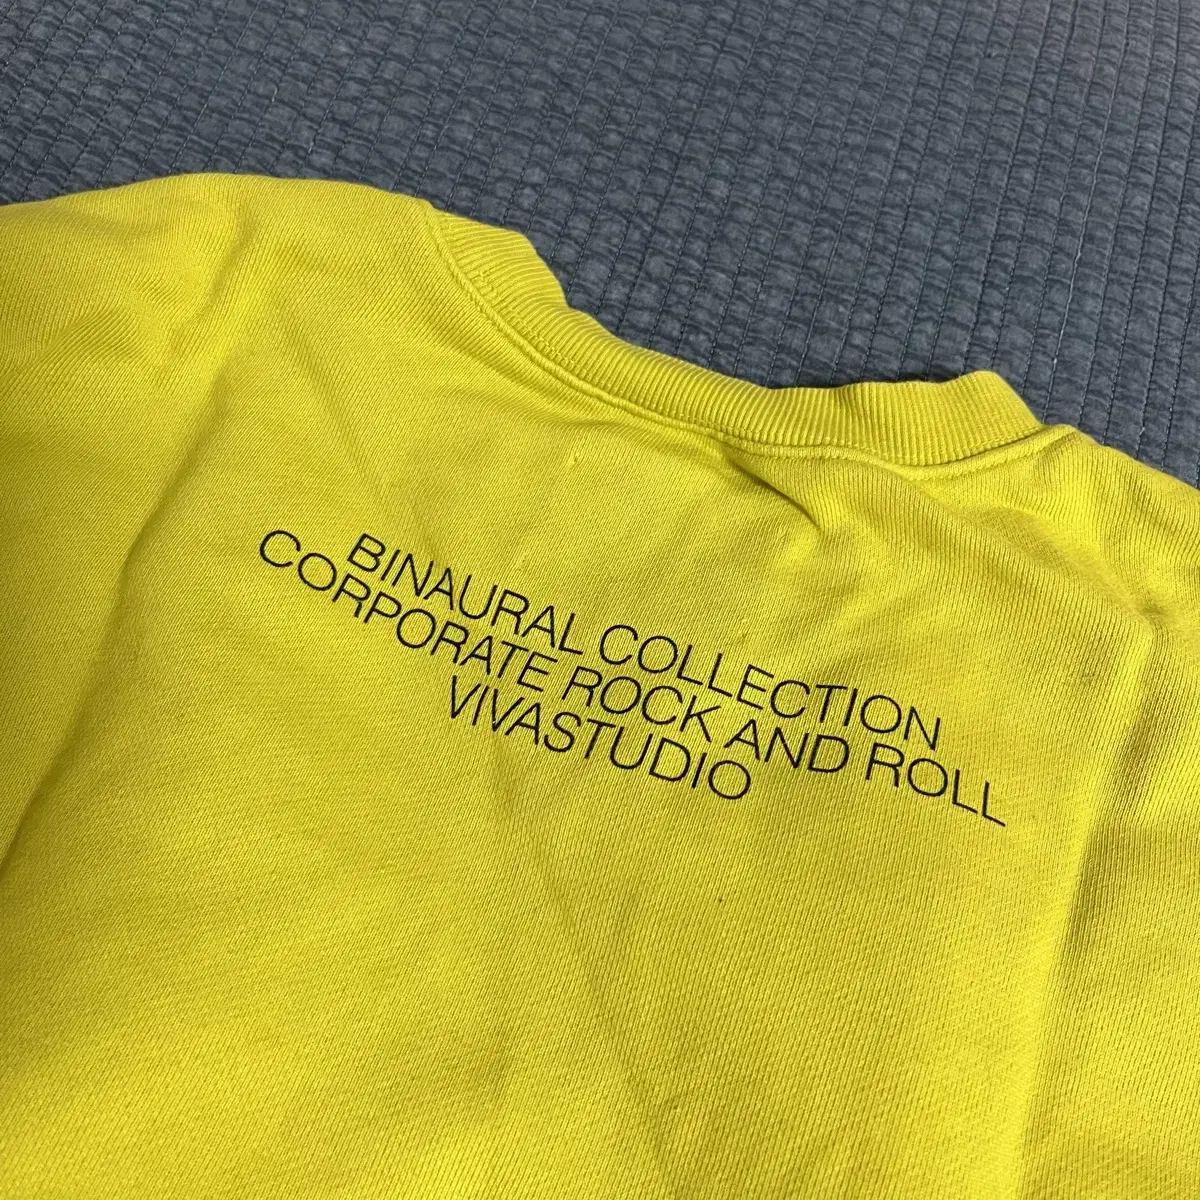 BINAURAL COLLECTION
CORPORATE ROCK AND ROLL
VIVASTUDIO